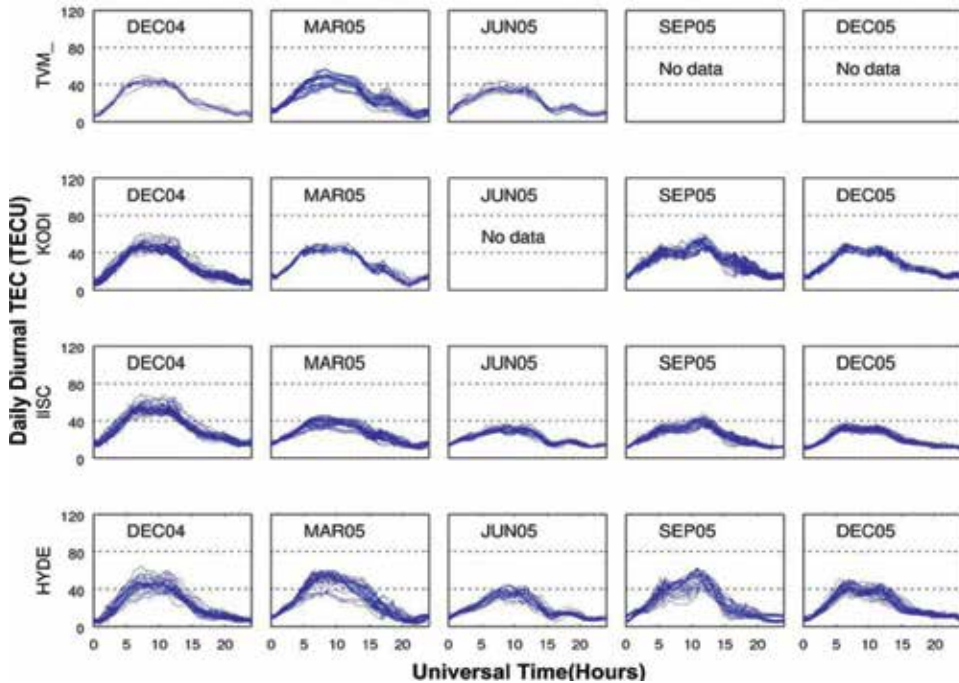 DEC04 MAR05 JUN05 SEP05 DEC05
120
80
40
0
TVM_
No data No data
DEC04 MAR05 JUN05 SEP05 DEC05
120
80
40
0
KODI
No data
Daily Diurnal TEC (TECU)
DEC04 MAR05 JUN05 SEP05 DEC05
120
80
40
0
IISC
DEC04 MAR05 JUN05 SEP05 DEC05
120
80
40
0
HYDE
0 5 10 15 20 0 5 10 15 20 0 5 10 15 20 0 5 10 15 20 0 5 10 15 20
Universal Time(Hours)